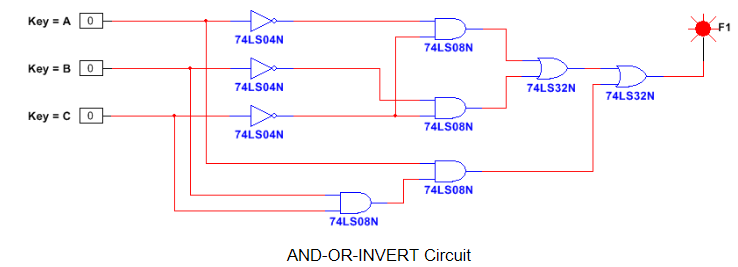 Key = A 0
F1
74LS04N
74LS08N
Key = B 0
74LS04N
74LS32N
74LS32N
Key = C 0
74LS08N
74LS04N
74LS08N
74LS08N
AND-OR-INVERT Circuit